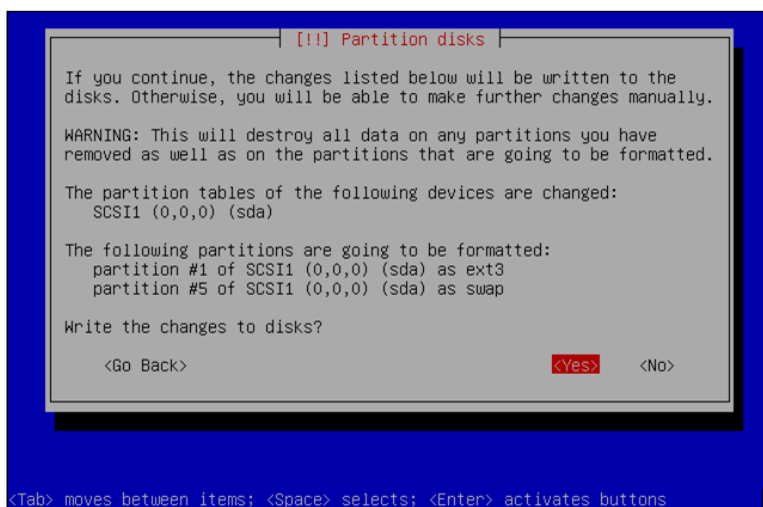 [!!] Partition disks
If you continue, the changes listed below will be written to the
disks. Otherwise, you will be able to make further changes manually.
WARNING: This will destroy all data on any partitions you have
removed as well as on the partitions that are going to be formatted.
The partition tables of the following devices are changed:
SCSI1 (0,0,0) (sda)
The following partitions are going to be formatted:
partition #1 of SCSI1 (0,0,0) (sda) as ext3
partition #5 of SCSI1 (0,0,0) (sda) as swap
Write the changes to disks?
<Go Back> <Yes> <No>
<Tab> moves between items; <Space> selects; <Enter> activates buttons